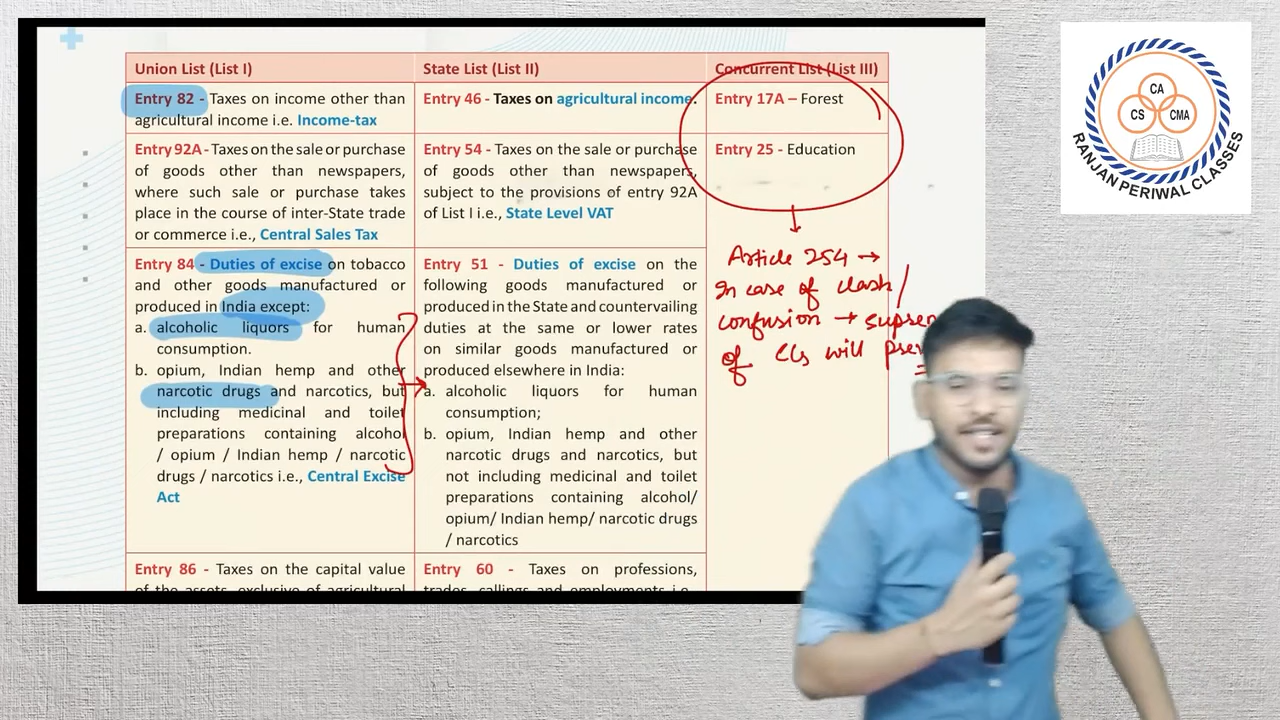 Union List (List I)
State List (List II)
Concurrent List (List III)
Entry 82 - Taxes on income other than
agricultural income i.e. Income-tax
Entry 46 - Taxes on agricultural income.
Entry 17A – Forest
Entry 92A - Taxes on the sale or purchase
of goods other than newspapers,
where such sale or purchase takes
place in the course of inter-State trade
or commerce i.e., Central Sales Tax
Entry - Taxes on the sale or purchase
of goods other than newspapers
subject to the provisions of entry 92A
of List I i.e., State Level VAT
Entry 25 - Education
Entry 84 - Duties of excise on tobacco
and other goods manufactured or
produced in India except:
a. alcoholic liquors for human
consumption.
b. opium, Indian hemp and other
narcotic drugs and narcotics, but
including medicinal and toilet
preparations containing alcohol
/ opium / Indian hemp / narcotic
drugs / narcotics i.e., Central Excise
Act
Entry 51 - Duties of excise on the
following goods manufactured or
produced in the State and countervailing
duties at the same or lower rates
on similar goods manufactured or
produced elsewhere in India:
a. alcoholic liquors for human
consumption;
b. opium, Indian hemp and other
narcotic drugs and narcotics, but
not including medicinal and toilet
preparations containing alcohol/
opium/ Indian hemp/ narcotic drugs
/ narcotics
Entry 86 - Taxes on the capital value
of the assets, exclusive of agricultural
Entry 60 - Taxes on professions,
and employments i.e.,
Article 254 →
In case of clash/
confusion →
of CG will
CA
CS
CMA
RANJAN PERIWAL CLASSES